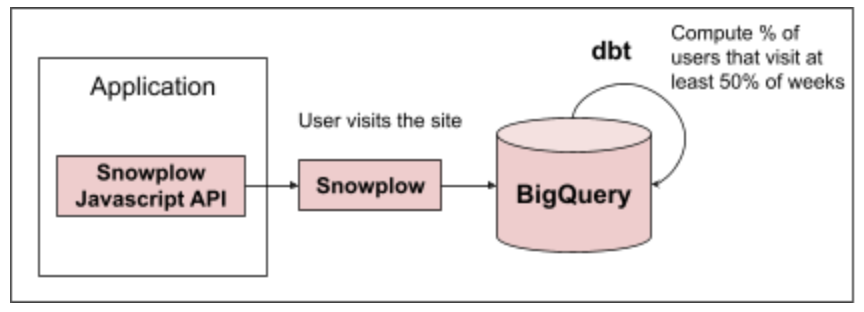 Application
Snowplow
Javascript API
User visits the site
Snowplow
BigQuery
dbt
Compute % of
users that visit at
least 50% of weeks